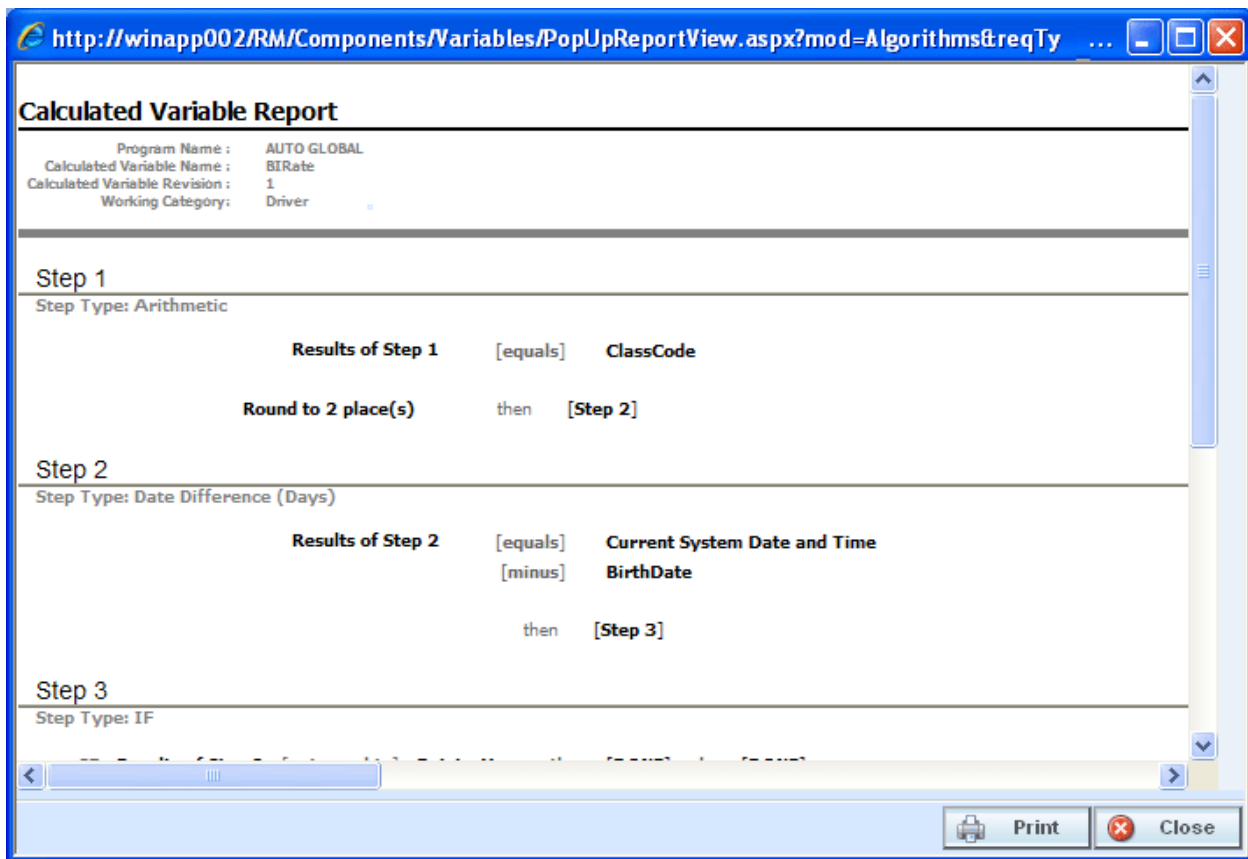 http://winapp002/RM/Components/Variables/PopUpReportView.aspx?mod=Algorithms&reqTy ...
Calculated Variable Report
Program Name : AUTO GLOBAL
Calculated Variable Name : BIRate
Calculated Variable Revision : 1
Working Category: Driver
Step 1
Step Type: Arithmetic
Results of Step 1 [equals] ClassCode
Round to 2 place(s) then [Step 2]
Step 2
Step Type: Date Difference (Days)
Results of Step 2 [equals] Current System Date and Time
[minus] BirthDate
then [Step 3]
Step 3
Step Type: IF
Print Close